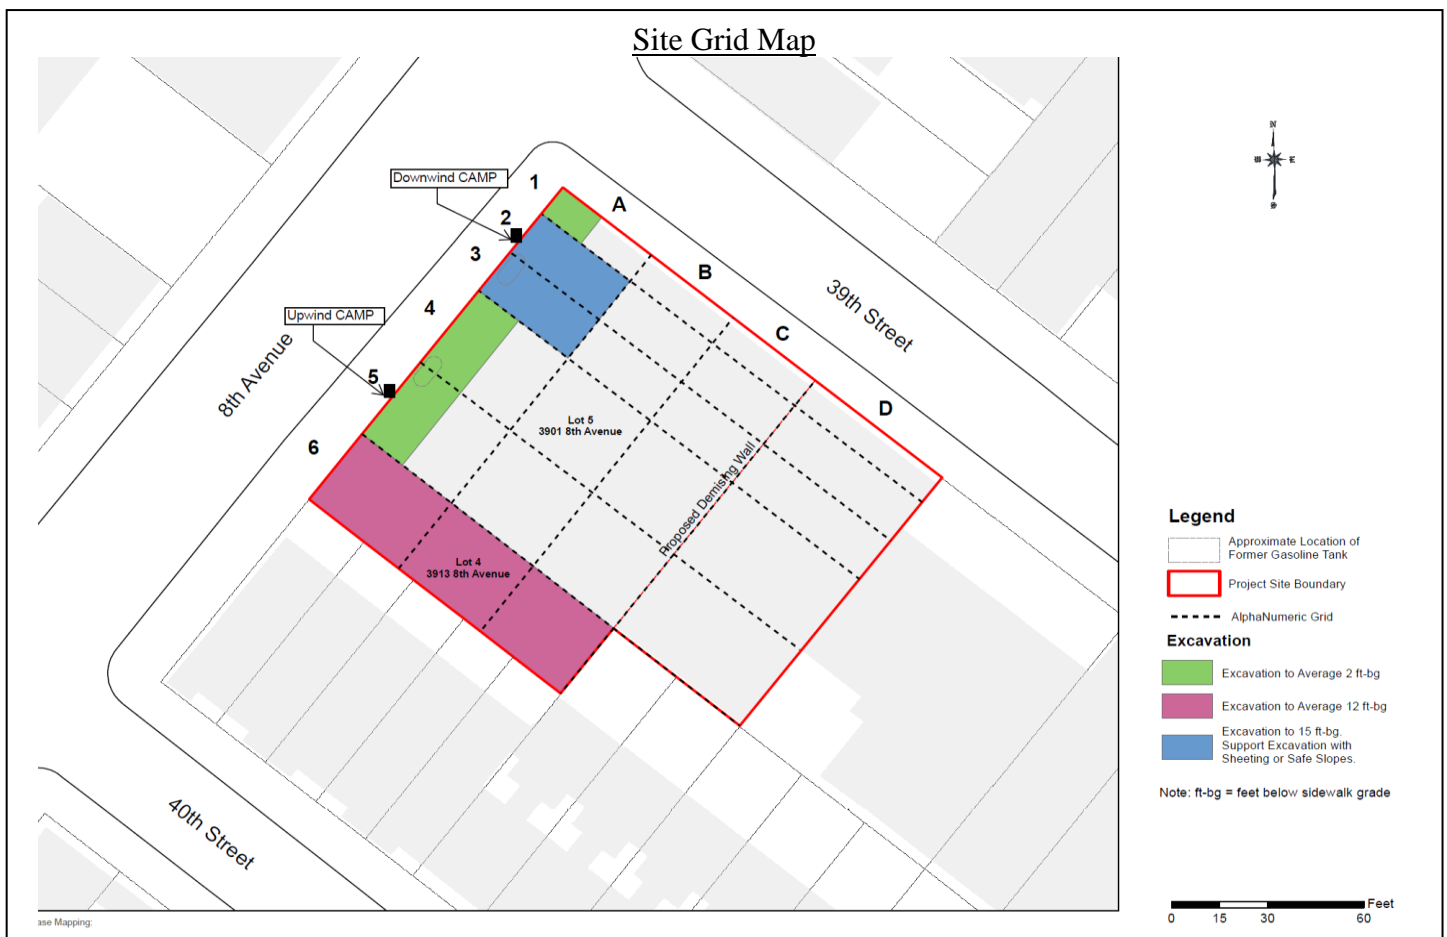 Site Grid Map
Downwind CAMP
1
A
2
3
B
4
C
39th Street
Upwind CAMP
8th Avenue
5
D
6
Lot 5
3901 8th Avenue
Proposed Demising Wall
Lot 4
3913 8th Avenue
40th Street
N
Legend
Approximate Location of
Former Gasoline Tank
Project Site Boundary
AlphaNumeric Grid
Excavation
Excavation to Average 2 ft-bg
Excavation to Average 12 ft-bg
Excavation to 15 ft-bg.
Support Excavation with
Sheeting or Safe Slopes.
Note: ft-bg = feet below sidewalk grade
Feet
0 15 30 60
ase Mapping: